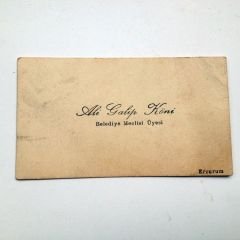 Ali Galip Köni
Belediye Meclisi Üyesi
Erzurum